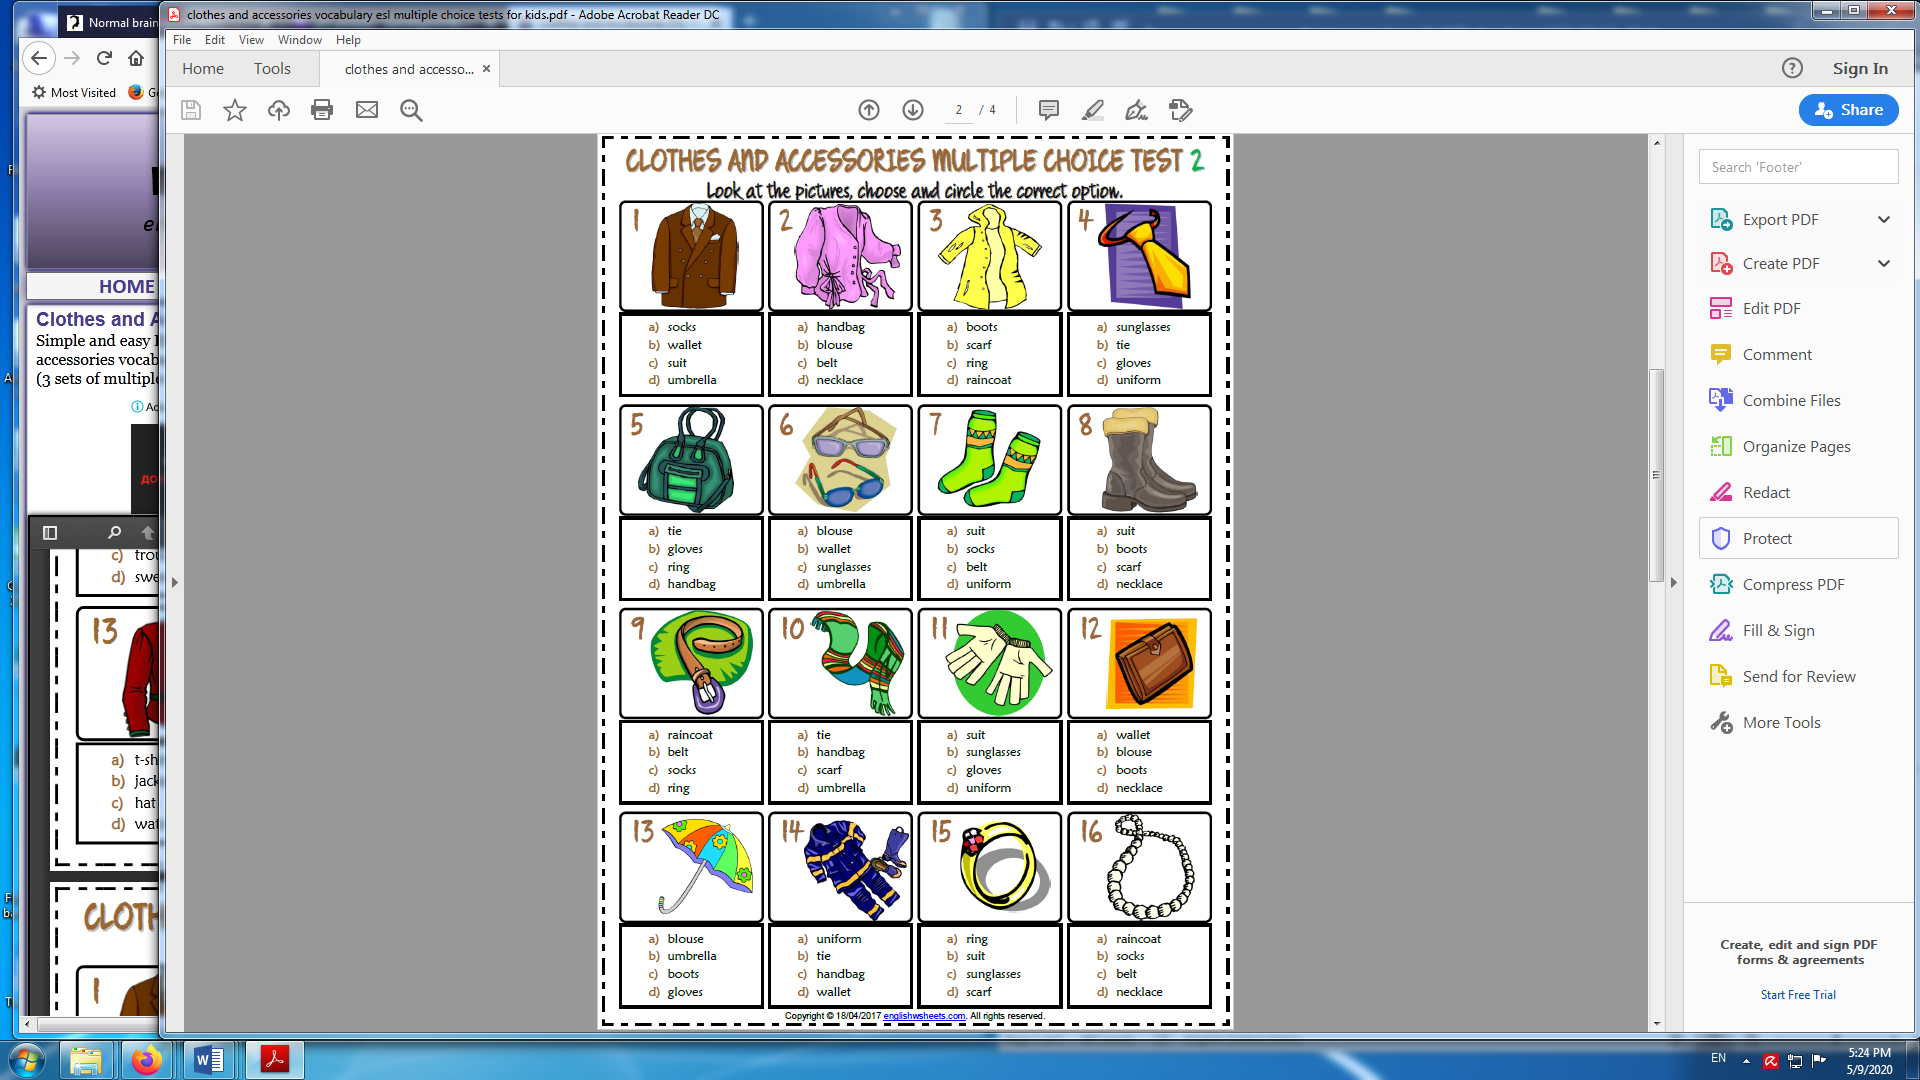 clothes and accessories vocabulary esl multiple choice tests for kids.pdf - Adobe Acrobat Reader DC
Normal brain
File Edit View Window Help
Home Tools clothes and accesso...
Sign In
Most Visited
2 / 4
Share
HOME
Clothes and A
Simple and easy
accessories vocab
(3 sets of multipl
c) trou
d) swe
13
a) t-sh
b) jack
c) hat
d) wat
CLOTH
1
CLOTHES AND ACCESSORIES MULTIPLE CHOICE TEST 2
Look at the pictures, choose and circle the correct option.
1 2 3 4
a) socks
b) wallet
c) suit
d) umbrella
a) handbag
b) blouse
c) belt
d) necklace
a) boots
b) scarf
c) ring
d) raincoat
a) sunglasses
b) tie
c) gloves
d) uniform
5 6 7 8
a) tie
b) gloves
c) ring
d) handbag
a) blouse
b) wallet
c) sunglasses
d) umbrella
a) suit
b) socks
c) belt
d) uniform
a) suit
b) boots
c) scarf
d) necklace
9 10 11 12
a) raincoat
b) belt
c) socks
d) ring
a) tie
b) handbag
c) scarf
d) umbrella
a) suit
b) sunglasses
c) gloves
d) uniform
a) wallet
b) blouse
c) boots
d) necklace
13 14 15 16
a) blouse
b) umbrella
c) boots
d) gloves
a) uniform
b) tie
c) handbag
d) wallet
a) ring
b) suit
c) sunglasses
d) scarf
a) raincoat
b) socks
c) belt
d) necklace
Copyright © 18/04/2017 englishwsheets.com. All rights reserved.
Search 'Footer'
Export PDF
Create PDF
Edit PDF
Comment
Combine Files
Organize Pages
Redact
Protect
Compress PDF
Fill & Sign
Send for Review
More Tools
Create, edit and sign PDF
forms & agreements
Start Free Trial
EN
5:24 PM
5/9/2020